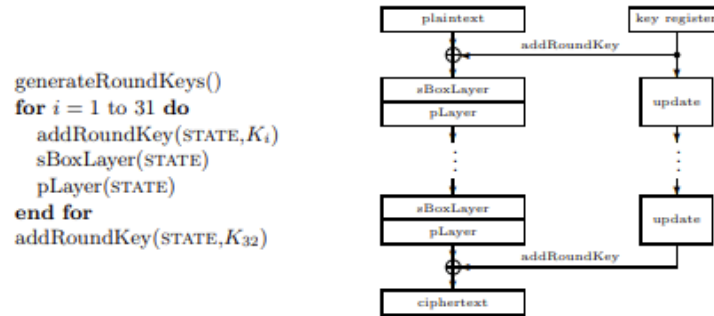 generateRoundKeys()
for i = 1 to 31 do
addRoundKey(STATE,K_i)
sBoxLayer(STATE)
pLayer(STATE)
end for
addRoundKey(STATE,K_32)
plaintext
key register
addRoundKey
sBoxLayer
pLayer
update
⋮
⋮
sBoxLayer
pLayer
update
addRoundKey
ciphertext